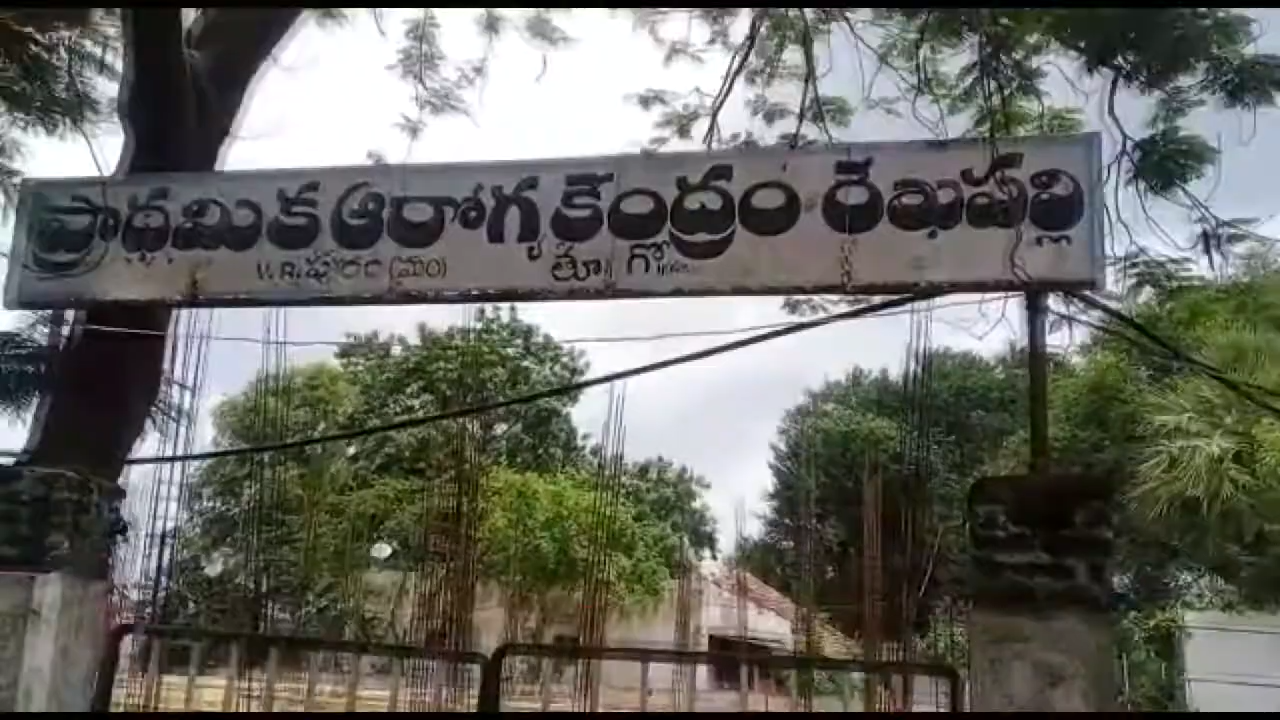 ప్రాథమిక ఆరోగ్య కేంద్రం రేఖపల్లి
V.R.పురం (మం) తూ గో